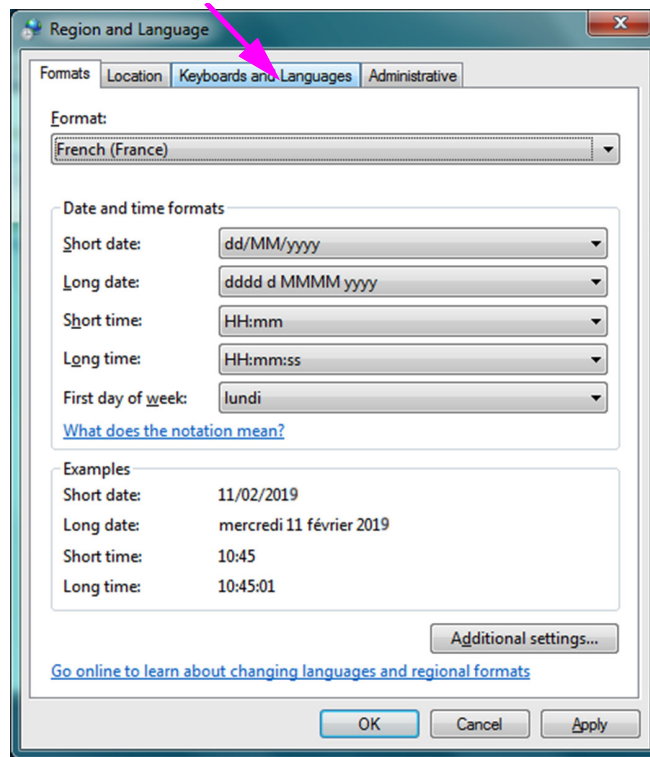 Region and Language
Formats Location Keyboards and Languages Administrative
Format:
French (France)
Date and time formats
Short date: dd/MM/yyyy
Long date: dddd d MMMM yyyy
Short time: HH:mm
Long time: HH:mm:ss
First day of week: lundi
What does the notation mean?
Examples
Short date: 11/02/2019
Long date: mercredi 11 février 2019
Short time: 10:45
Long time: 10:45:01
Additional settings...
Go online to learn about changing languages and regional formats
OK Cancel Apply